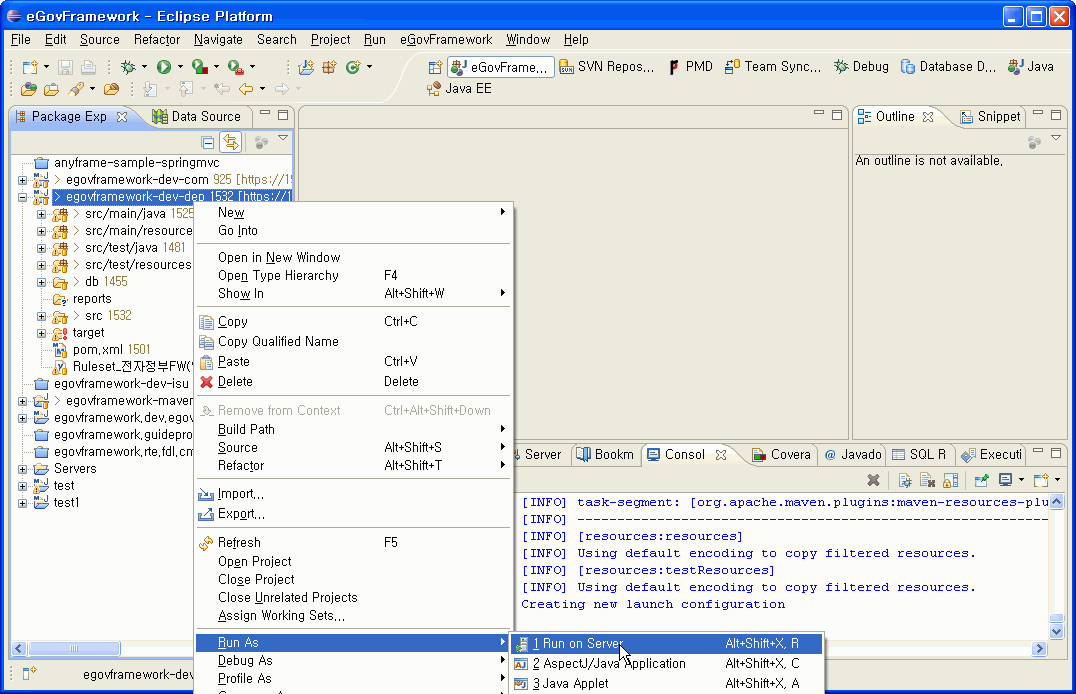 eGovFramework - Eclipse Platform
File Edit Source Refactor Navigate Search Project Run eGovFramework Window Help
eGovFrame... SVN Repos... PMD Team Sync... Debug Database D... Java
Java EE
Package Exp Data Source
Outline Snippet
An outline is not available.
anyframe-sample-springmvc
> egovframework-dev-com 925 [https://1
> egovframework-dev-dep 1532 [https://1
> src/main/java 1525
> src/main/resource
> src/test/java 1481
> src/test/resources
> db 1455
reports
> src 1532
target
pom.xml 1501
Ruleset_전자정부FW(
egovframework-dev-isu
> egovframework-maven
egovframework.dev.egov
egovframework.guidepro
egovframework.rte.fdl.cm
Servers
test
test1
New
Go Into
Open in New Window
Open Type Hierarchy F4
Show In Alt+Shift+W
Copy Ctrl+C
Copy Qualified Name
Paste Ctrl+V
Delete Delete
Remove from Context Ctrl+Alt+Shift+Down
Build Path
Source Alt+Shift+S
Refactor Alt+Shift+T
Import...
Export...
Refresh F5
Open Project
Close Project
Close Unrelated Projects
Assign Working Sets...
Run As
Debug As
Profile As
Server Bookm Consol Covera Javado SQL R Executi
[INFO] task-segment: [org.apache.maven.plugins:maven-resources-plu
[INFO] ------------------------------------------------------------
[INFO] [resources:resources]
[INFO] Using default encoding to copy filtered resources.
[INFO] [resources:testResources]
[INFO] Using default encoding to copy filtered resources.
Creating new launch configuration
1 Run on Server Alt+Shift+X, R
2 AspectJ/Java Application Alt+Shift+X, C
3 Java Applet Alt+Shift+X, A
egovframework-dev